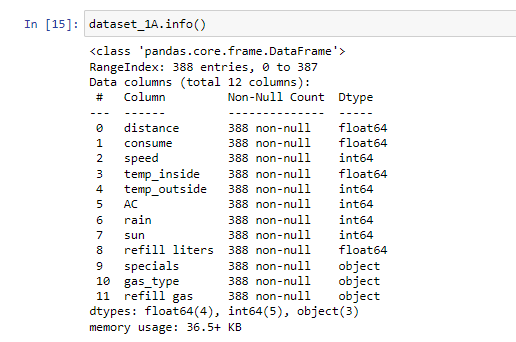 In [15]: dataset_1A.info()
<class 'pandas.core.frame.DataFrame'>
RangeIndex: 388 entries, 0 to 387
Data columns (total 12 columns):
 #   Column         Non-Null Count  Dtype
---  ------         --------------  -----
 0   distance       388 non-null    float64
 1   consume        388 non-null    float64
 2   speed          388 non-null    int64
 3   temp_inside    388 non-null    float64
 4   temp_outside   388 non-null    int64
 5   AC             388 non-null    int64
 6   rain           388 non-null    int64
 7   sun            388 non-null    int64
 8   refill liters  388 non-null    float64
 9   specials       388 non-null    object
 10  gas_type       388 non-null    object
 11  refill gas     388 non-null    object
dtypes: float64(4), int64(5), object(3)
memory usage: 36.5+ KB